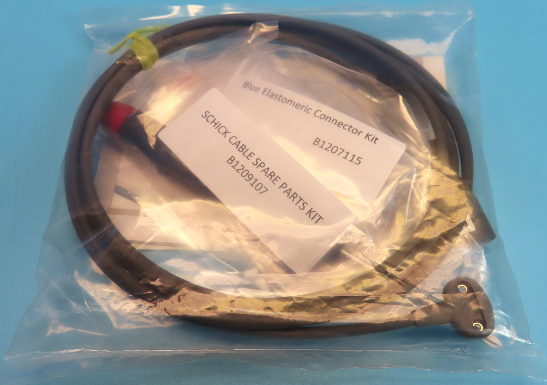 Blue Elastomeric Connector Kit
B1207115
SCHICK CABLE SPARE PARTS KIT
B1209107